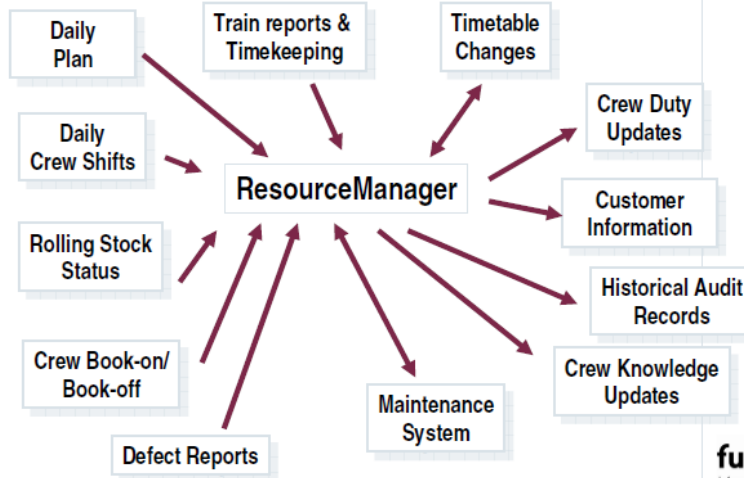 Daily
Plan
Train reports &
Timekeeping
Timetable
Changes
Crew Duty
Updates
Daily
Crew Shifts
ResourceManager
Customer
Information
Rolling Stock
Status
Historical Audit
Records
Crew Book-on/
Book-off
Crew Knowledge
Updates
Maintenance
System
Defect Reports
fu